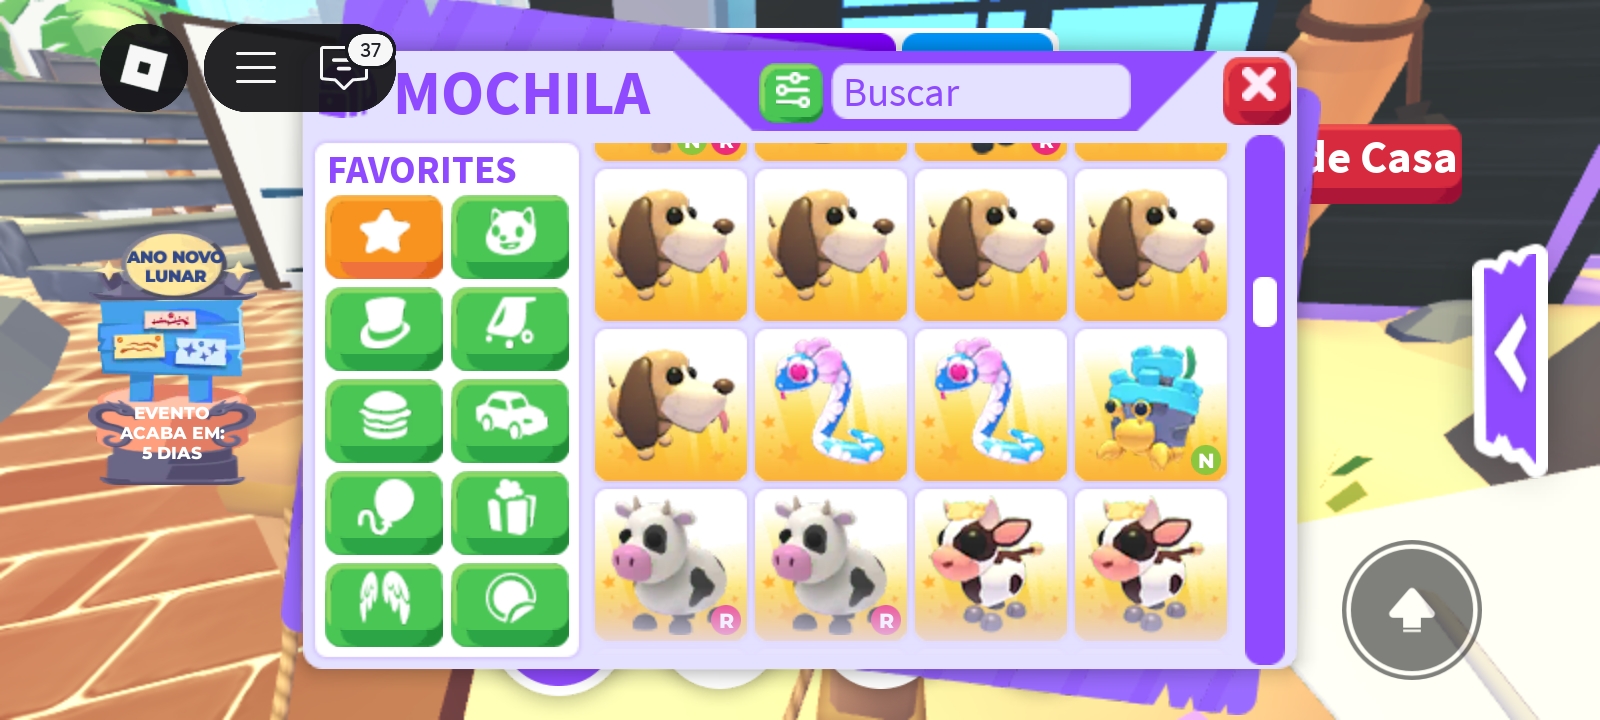 37
MOCHILA
Buscar
FAVORITES
N R
R
de Casa
ANO NOVO
LUNAR
EVENTO
ACABA EM:
5 DIAS
N
R
R